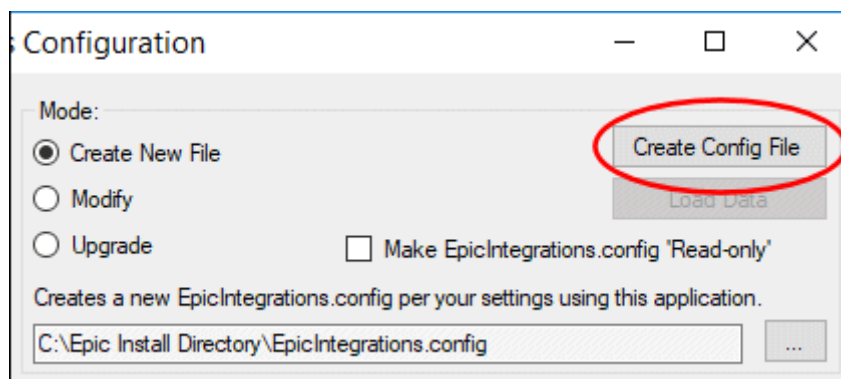 s Configuration
Mode:
Create New File
Create Config File
Modify
Load Data
Upgrade
Make EpicIntegrations.config 'Read-only'
Creates a new EpicIntegrations.config per your settings using this application.
C:\Epic Install Directory\EpicIntegrations.config
...